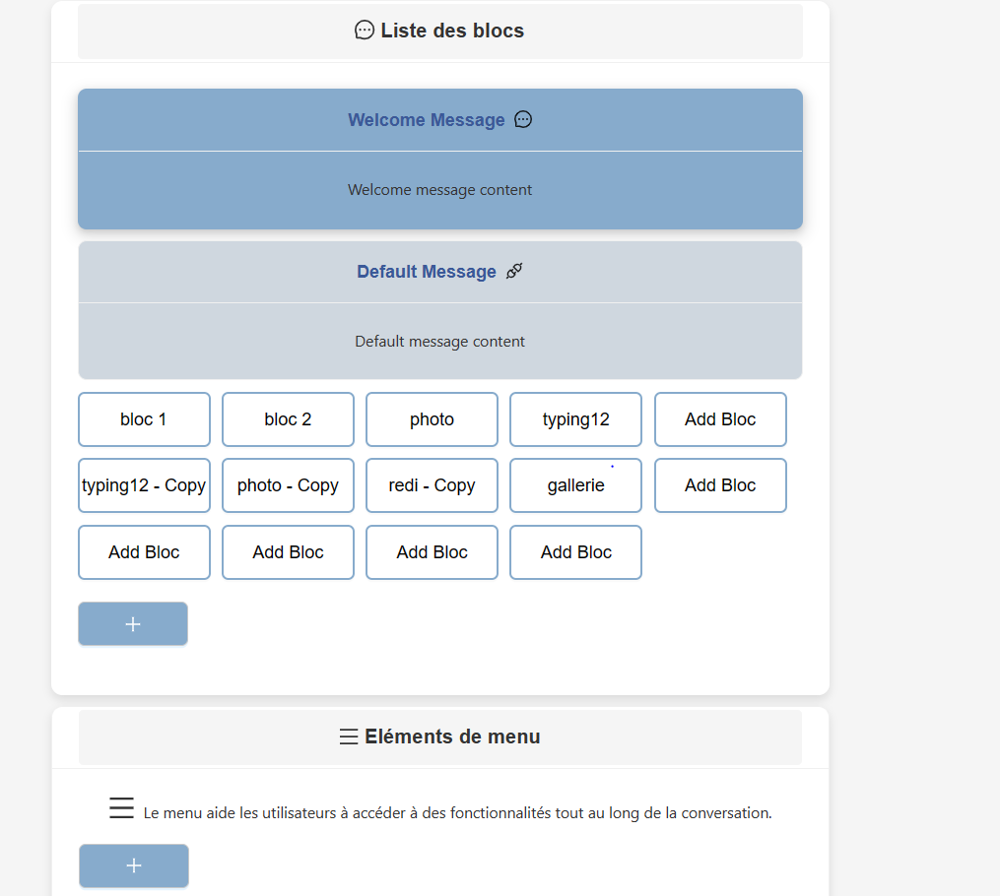 Liste des blocs
Welcome Message
Welcome message content
Default Message
Default message content
bloc 1 bloc 2 photo typing12 Add Bloc
typing12 - Copy photo - Copy redi - Copy gallerie Add Bloc
Add Bloc Add Bloc Add Bloc Add Bloc
+
Eléments de menu
Le menu aide les utilisateurs à accéder à des fonctionnalités tout au long de la conversation.
+